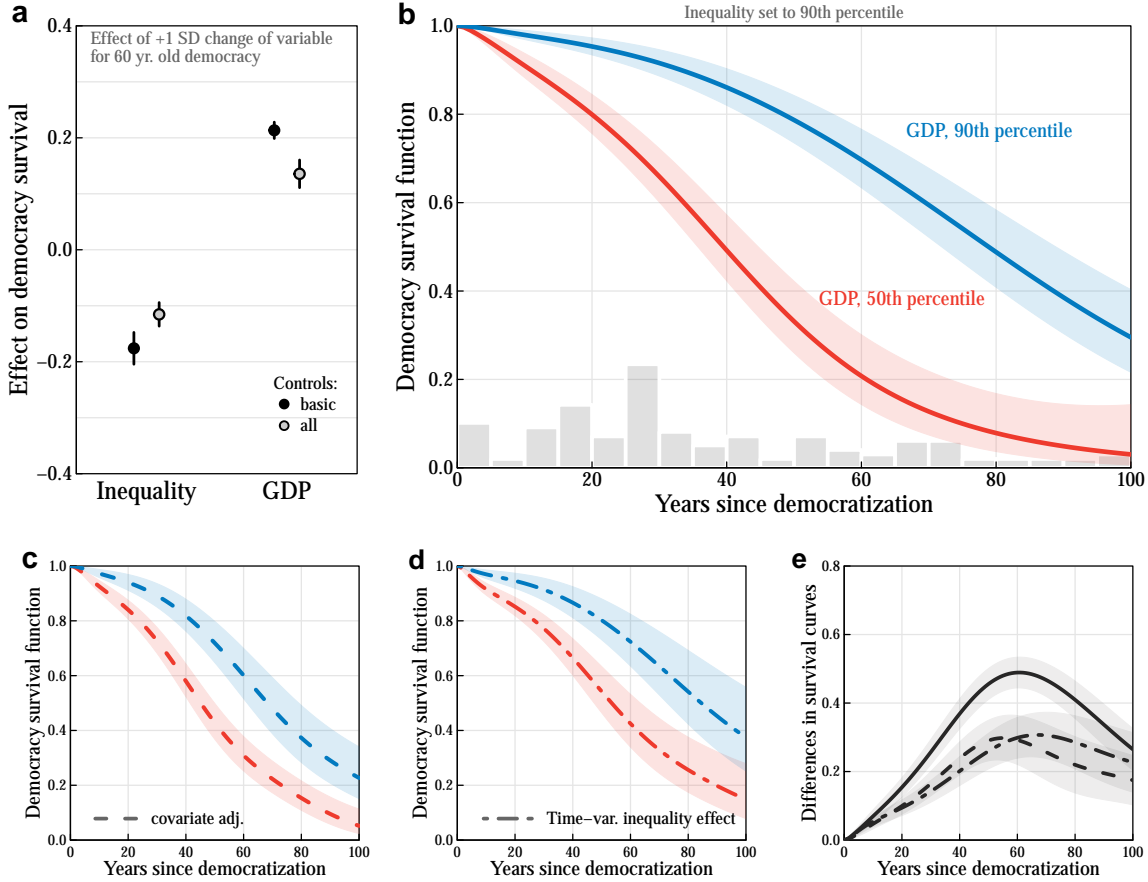 a
Effect of +1 SD change of variable
for 60 yr. old democracy
Effect on democracy survival
0.4
0.2
0.0
−0.2
−0.4
Controls:
basic
all
Inequality
GDP
b
Inequality set to 90th percentile
Democracy survival function
1.0
0.8
0.6
0.4
0.2
0.0
GDP, 90th percentile
GDP, 50th percentile
0 20 40 60 80 100
Years since democratization
c
Democracy survival function
1.0
0.8
0.6
0.4
0.2
0.0
covariate adj.
0 20 40 60 80 100
Years since democratization
d
Democracy survival function
1.0
0.8
0.6
0.4
0.2
0.0
Time−var. inequality effect
0 20 40 60 80 100
Years since democratization
e
Differences in survival curves
0.8
0.6
0.4
0.2
0.0
0 20 40 60 80 100
Years since democratization